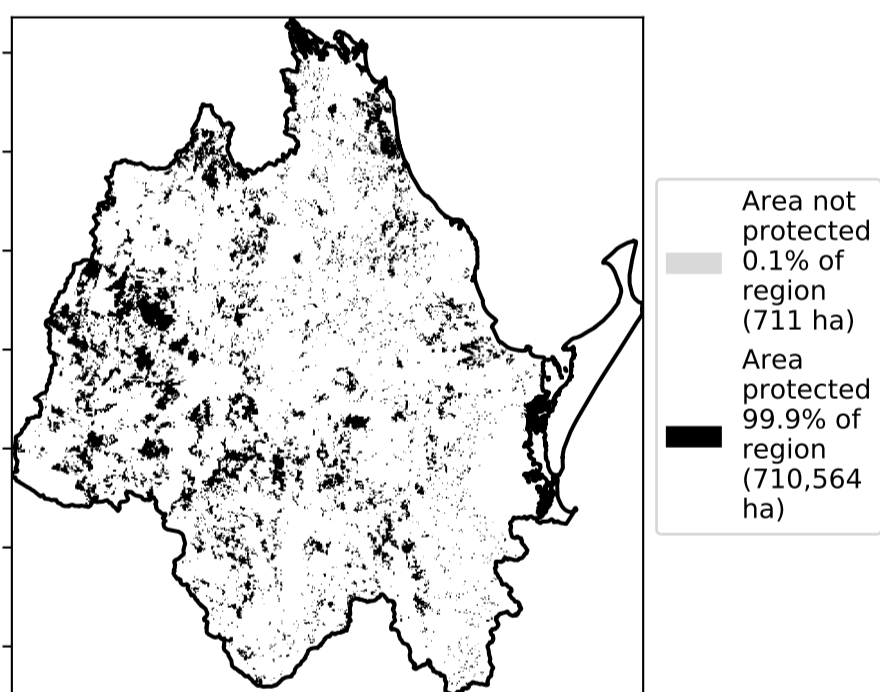 Area not
protected
0.1% of
region
(711 ha)
Area
protected
99.9% of
region
(710,564
ha)